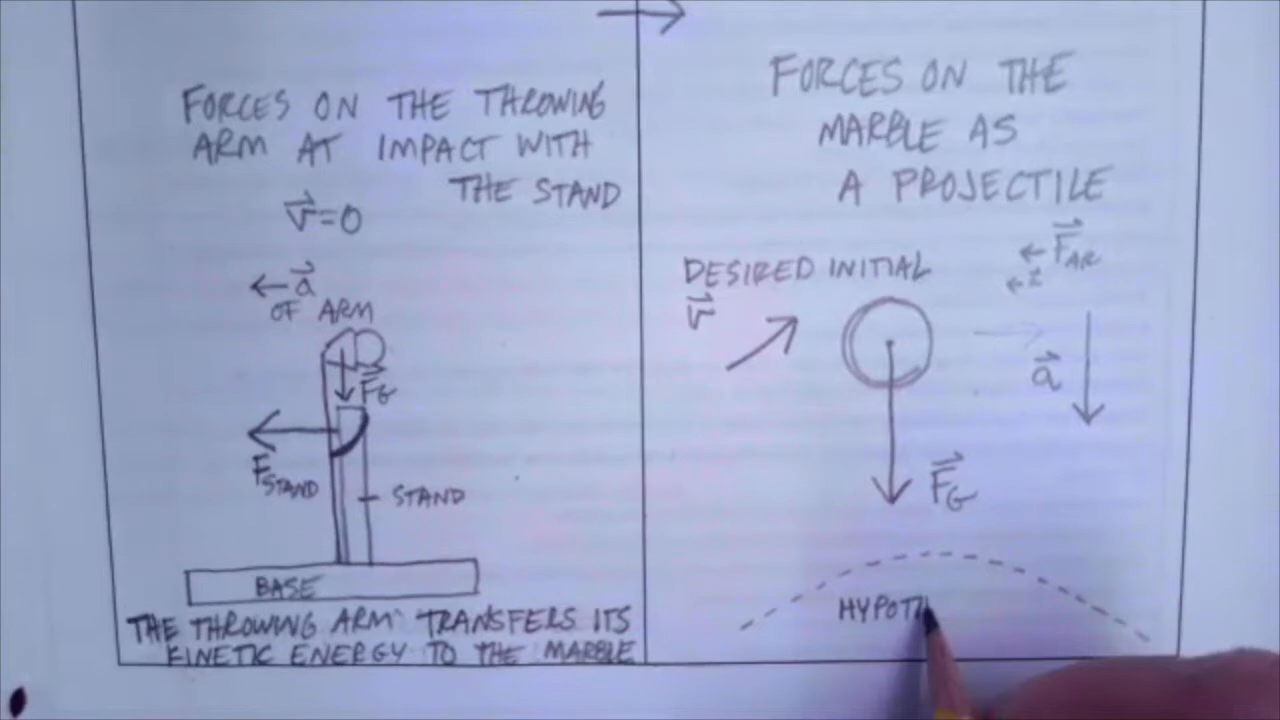 FORCES ON THE THROWING
ARM AT IMPACT WITH
THE STAND
v=0
a
OF ARM
FG
FSTAND
STAND
BASE
THE THROWING ARM TRANSFERS ITS
KINETIC ENERGY TO THE MARBLE
FORCES ON THE
MARBLE AS
A PROJECTILE
DESIRED INITIAL
v
FAR
a
FG
HYPOT